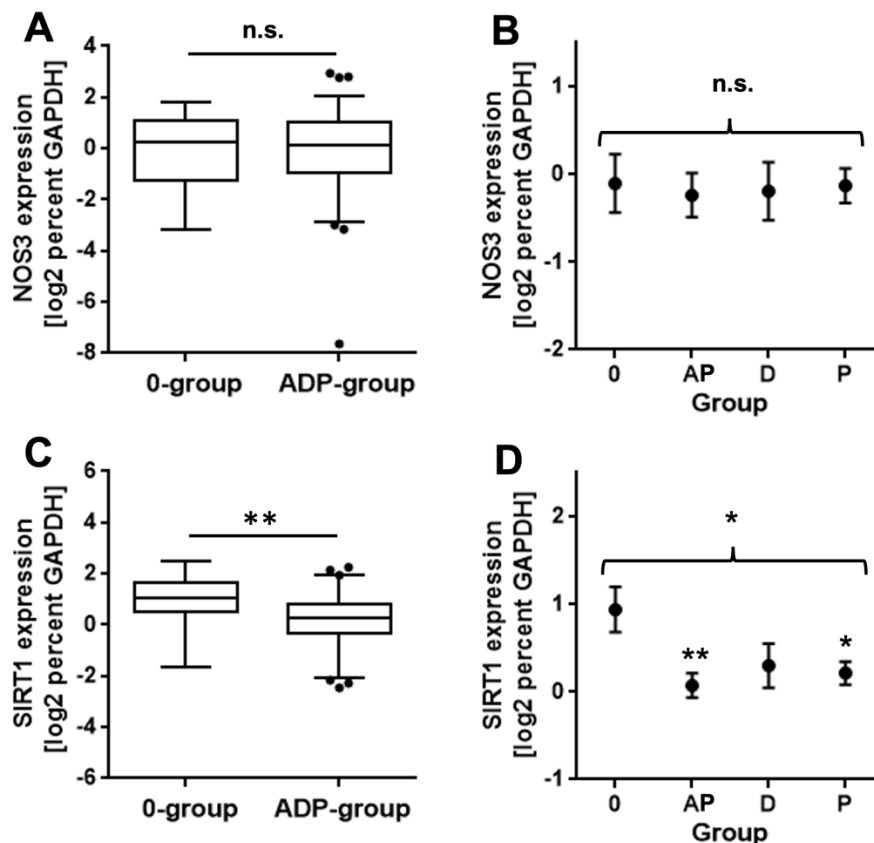 A
NOS3 expression
[log2 percent GAPDH]
4
2
0
-2
-4
-6
-8
n.s.
0-group
ADP-group
B
NOS3 expression
[log2 percent GAPDH]
1
0
-1
-2
n.s.
0
AP
D
P
Group
C
SIRT1 expression
[log2 percent GAPDH]
6
4
2
0
-2
-4
-6
**
0-group
ADP-group
D
SIRT1 expression
[log2 percent GAPDH]
2
1
0
-1
*
**
*
0
AP
D
P
Group